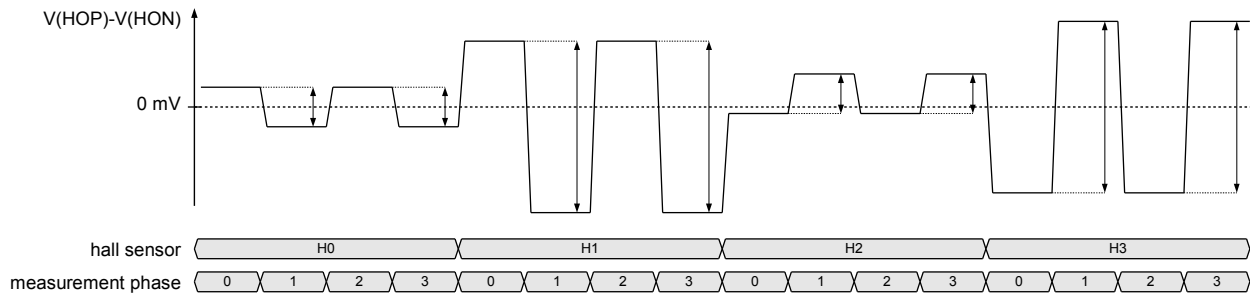 V(HOP)-V(HON)
0 mV
hall sensor H0 H1 H2 H3
measurement phase 0 1 2 3 0 1 2 3 0 1 2 3 0 1 2 3